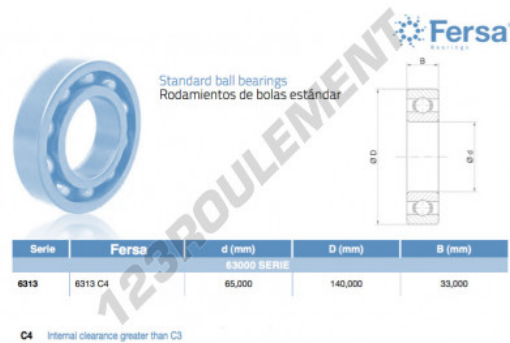 Fersa
Bearings
Standard ball bearings
Rodamientos de bolas estándar
B
Ø D
Ø d
123ROULEMENT
Serie Fersa d (mm) D (mm) B (mm)
63000 SERIE
6313 6313 C4 65,000 140,000 33,000
C4 Internal clearance greater than C3